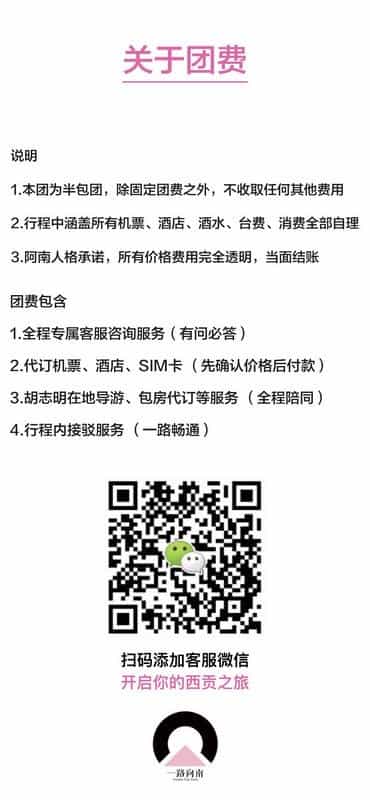 关于团费
说明
1.本团为半包团，除固定团费之外，不收取任何其他费用
2.行程中涵盖所有机票、酒店、酒水、台费、消费全部自理
3.阿南人格承诺，所有价格费用完全透明，当面结账
团费包含
1.全程专属客服咨询服务（有问必答）
2.代订机票、酒店、SIM卡（先确认价格后付款）
3.胡志明在地导游、包房代订等服务（全程陪同）
4.行程内接驳服务（一路畅通）
扫码添加客服微信
开启你的西贡之旅
一路向南